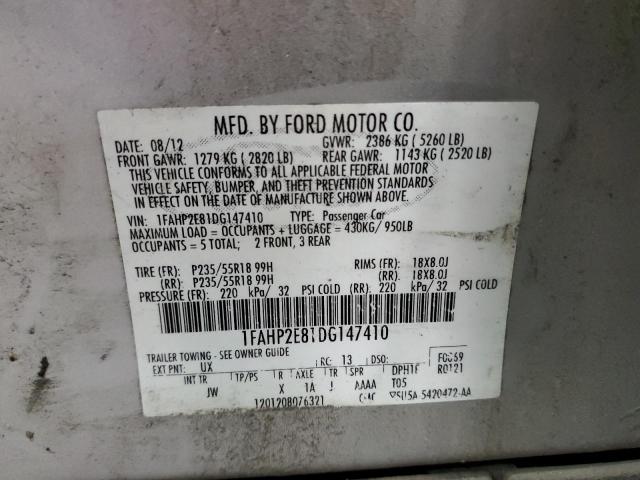 MFD. BY FORD MOTOR CO.
DATE: 08/12 GVWR: 2386 KG ( 5260 LB)
FRONT GAWR: 1279 KG ( 2820 LB) REAR GAWR: 1143 KG ( 2520 LB)
THIS VEHICLE CONFORMS TO ALL APPLICABLE FEDERAL MOTOR
VEHICLE SAFETY, BUMPER, AND THEFT PREVENTION STANDARDS
IN EFFECT ON THE DATE OF MANUFACTURE SHOWN ABOVE.
VIN: 1FAHP2E81DG147410 TYPE: Passenger Car
MAXIMUM LOAD = OCCUPANTS + LUGGAGE = 430KG/ 950LB
OCCUPANTS = 5 TOTAL; 2 FRONT, 3 REAR
TIRE (FR): P235/55R18 99H RIMS (FR): 18X8.0J
(RR): P235/55R18 99H (RR): 18X8.0J
PRESSURE (FR): 220 kPa/ 32 PSI COLD (RR): 220 kPa/ 32 PSI COLD
1FAHP2E81DG147410
TRAILER TOWING - SEE OWNER GUIDE
EXT PNT: UX RC: 13 DSO: F0069
INT TR TP/PS R AXLE TR SPR DPH1F R0121
JW X 1A J AAAA T05
120120B076321 5420472-AA